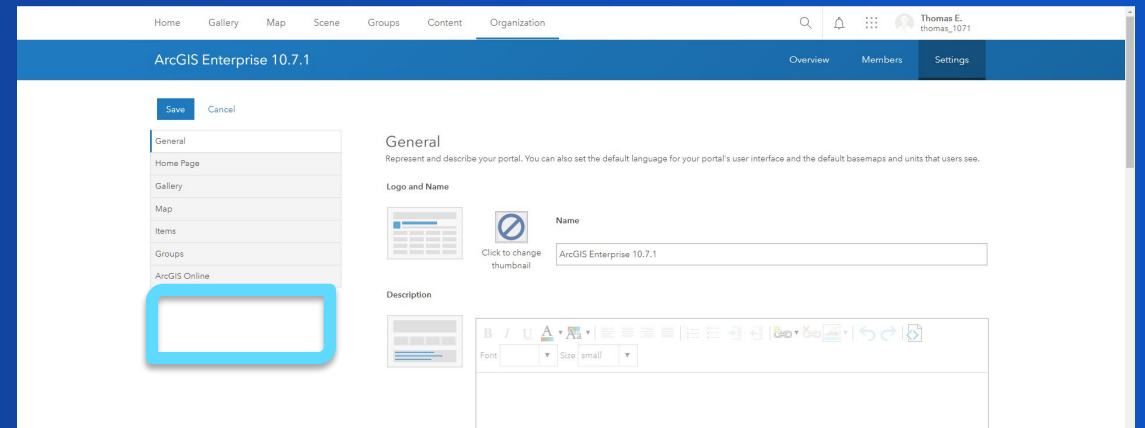 Home Gallery Map Scene Groups Content Organization Thomas E.
thomas_1071
ArcGIS Enterprise 10.7.1 Overview Members Settings
Save Cancel
General
Home Page
Gallery
Map
Items
Groups
ArcGIS Online
General
Represent and describe your portal. You can also set the default language for your portal's user interface and the default basemaps and units that users see.
Logo and Name
Click to change
thumbnail
Name
ArcGIS Enterprise 10.7.1
Description
B I U A
Font Size small